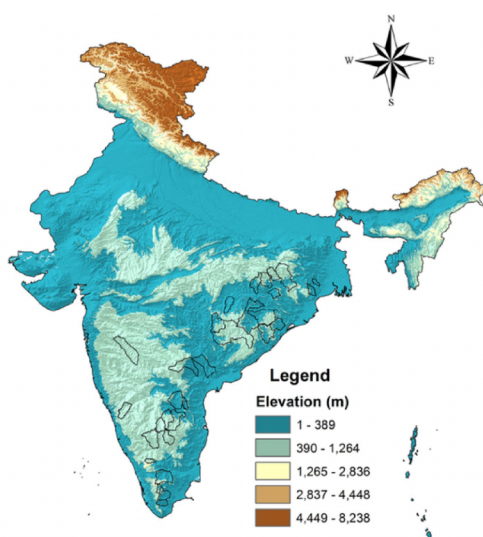 N
W E
S
Legend
Elevation (m)
1 - 389
390 - 1,264
1,265 - 2,836
2,837 - 4,448
4,449 - 8,238